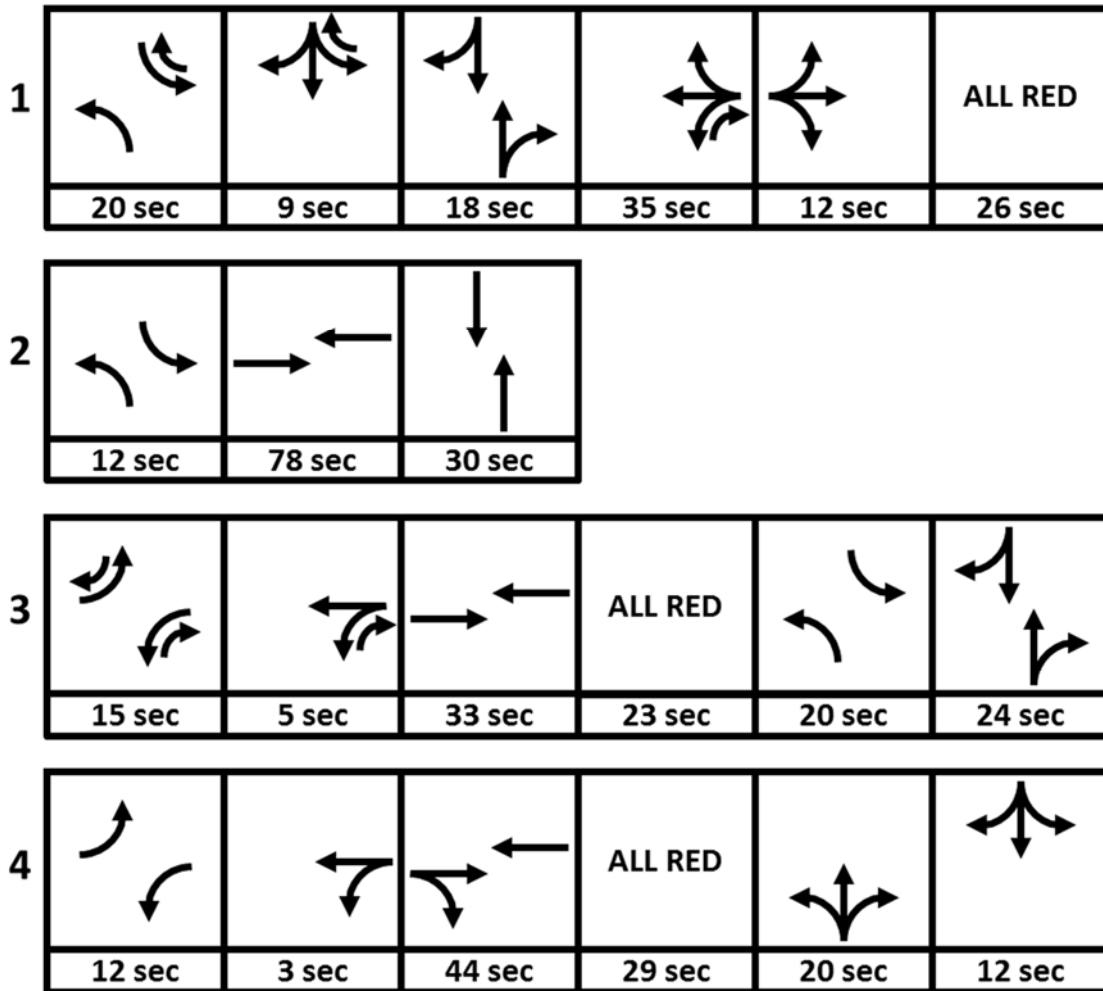 1
ALL RED
20 sec 9 sec 18 sec 35 sec 12 sec 26 sec
2
12 sec 78 sec 30 sec
3
ALL RED
15 sec 5 sec 33 sec 23 sec 20 sec 24 sec
4
ALL RED
12 sec 3 sec 44 sec 29 sec 20 sec 12 sec